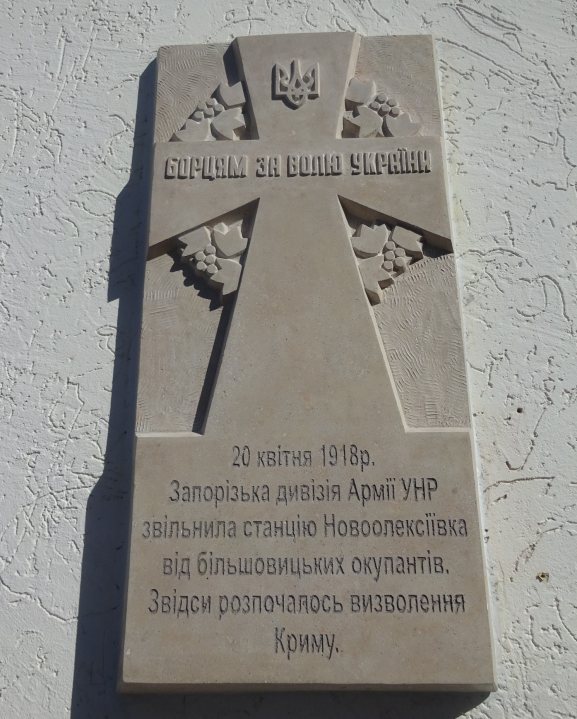 БОРЦЯМ ЗА ВОЛЮ УКРАЇНИ
20 квітня 1918р.
Запорізька дивізія Армії УНР
звільнила станцію Новоолексіївка
від більшовицьких окупантів.
Звідси розпочалось визволення
Криму.